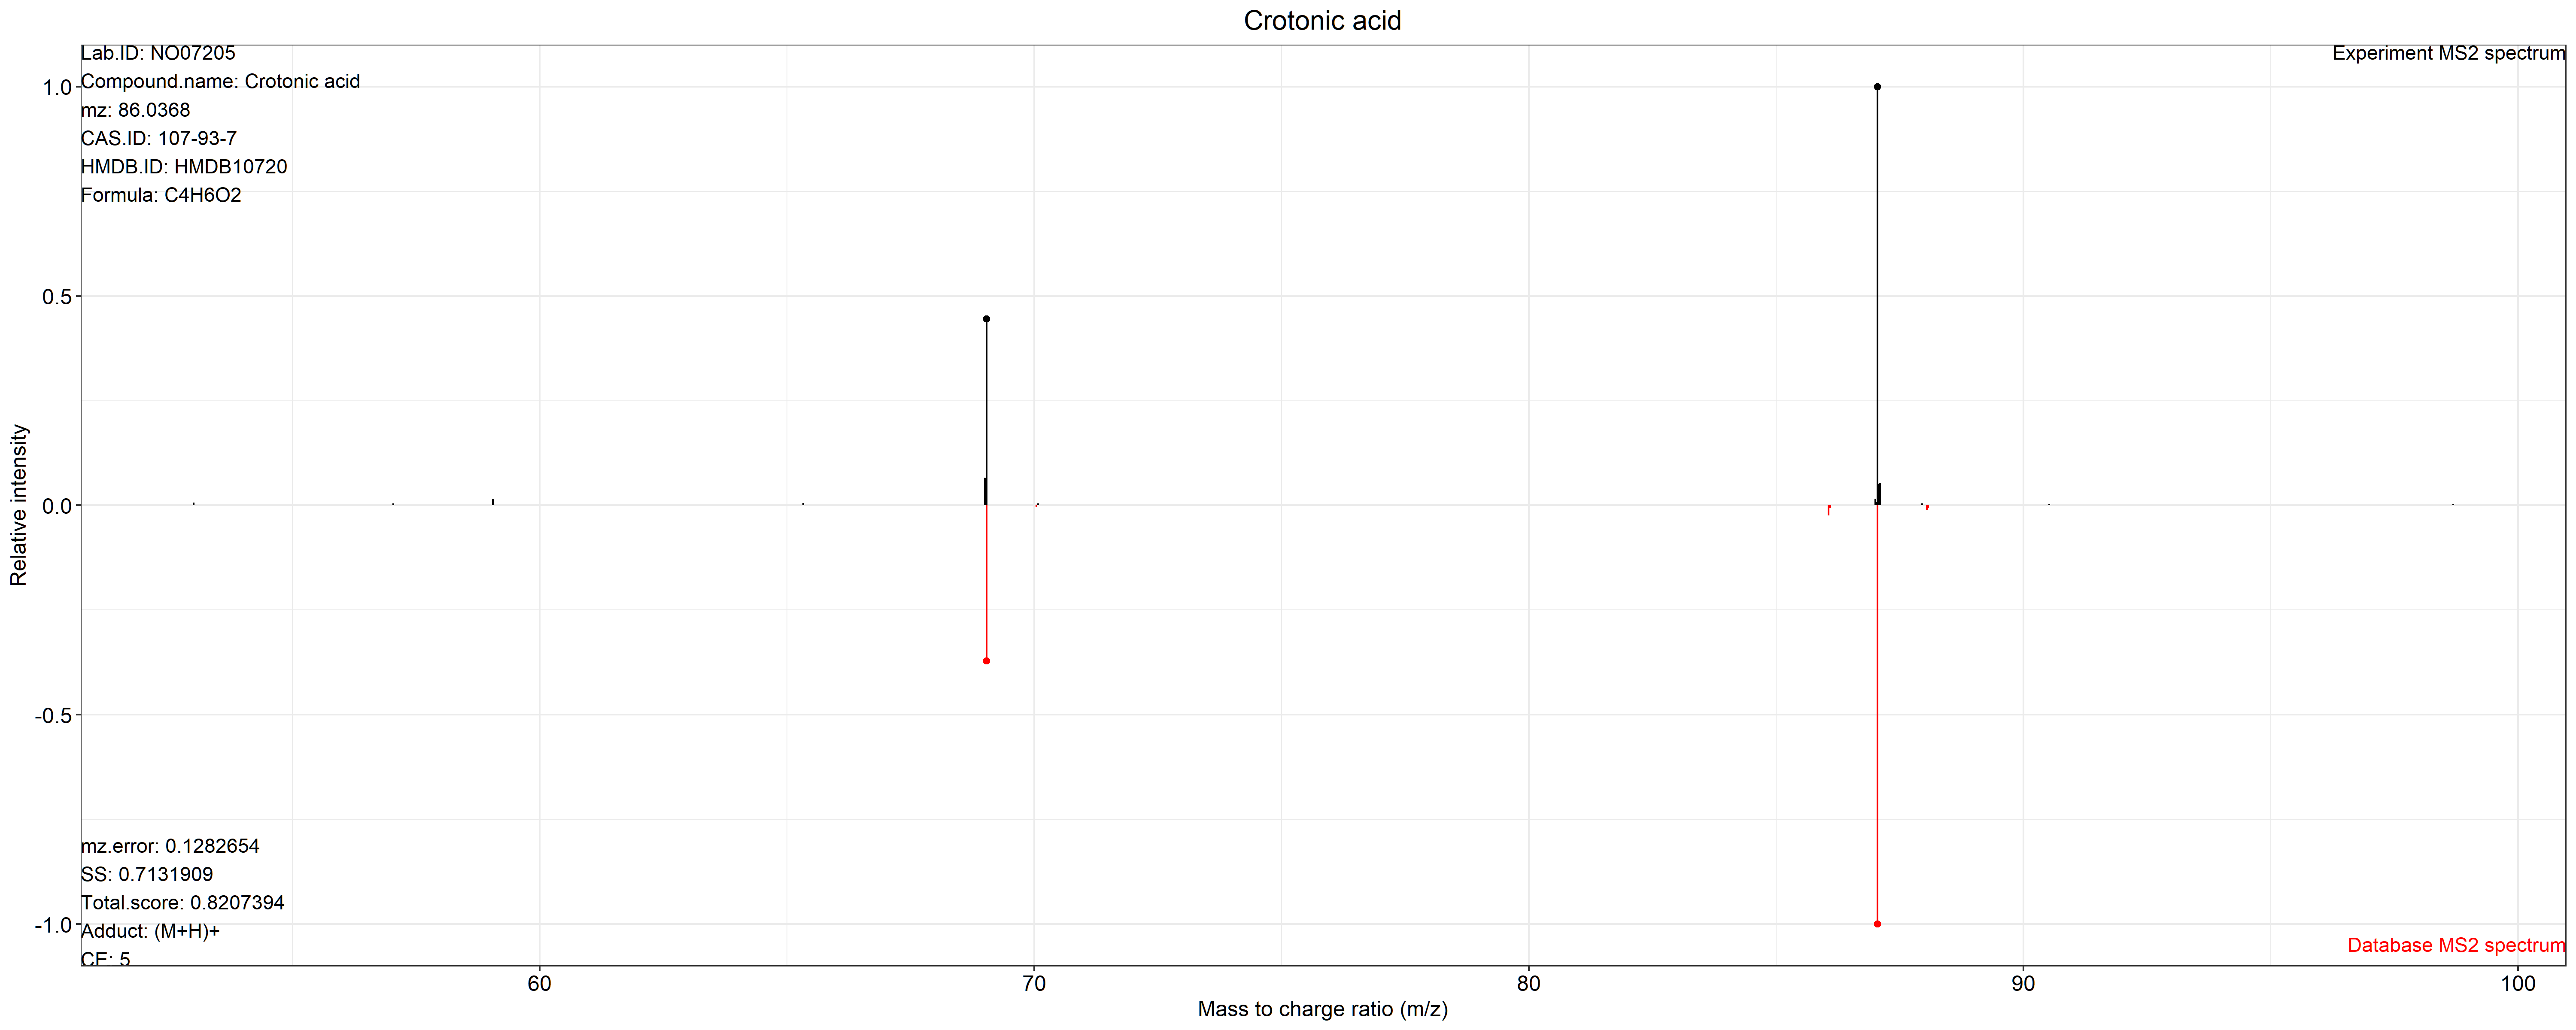 Crotonic acid
Lab.ID: NO07205
Compound.name: Crotonic acid
mz: 86.0368
CAS.ID: 107-93-7
HMDB.ID: HMDB10720
Formula: C4H6O2
Experiment MS2 spectrum
1.0
0.5
0.0
-0.5
-1.0
Relative intensity
mz.error: 0.1282654
SS: 0.7131909
Total.score: 0.8207394
Adduct: (M+H)+
CE: 5
Database MS2 spectrum
60 70 80 90 100
Mass to charge ratio (m/z)